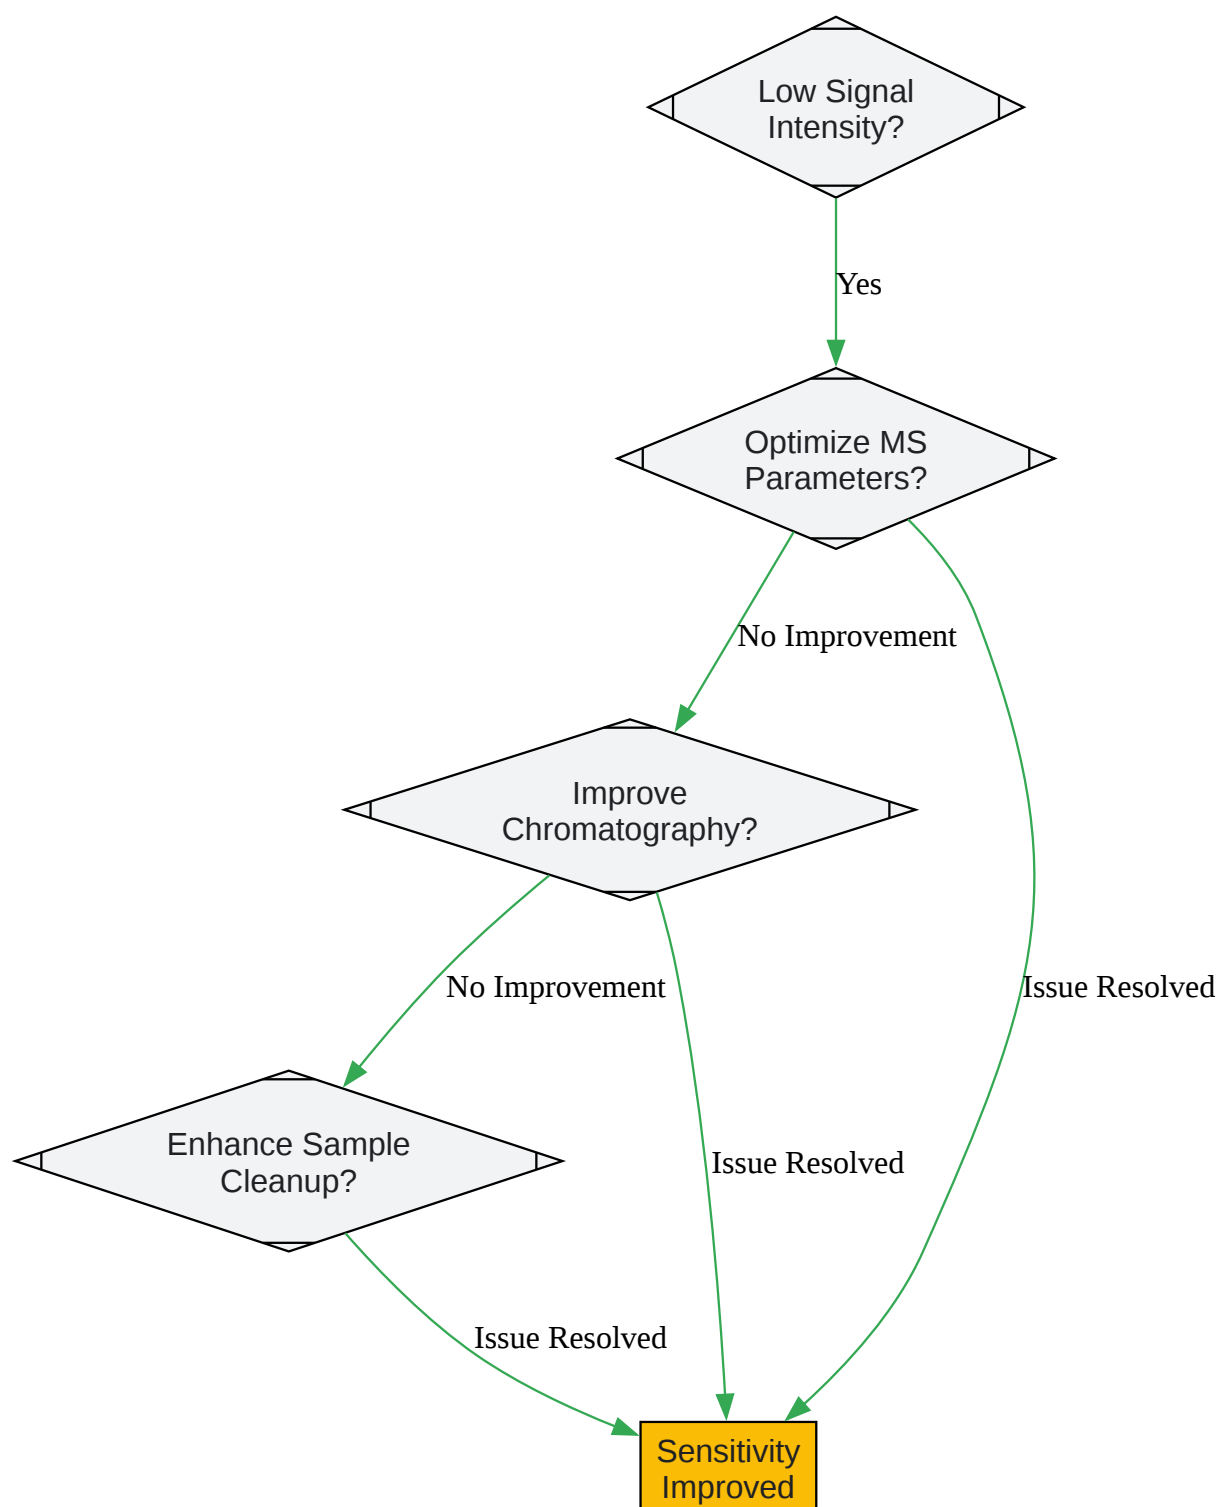 Low Signal
Intensity?
Yes
Optimize MS
Parameters?
No Improvement
Improve
Chromatography?
No Improvement
Issue Resolved
Enhance Sample
Cleanup?
Issue Resolved
Issue Resolved
Sensitivity
Improved